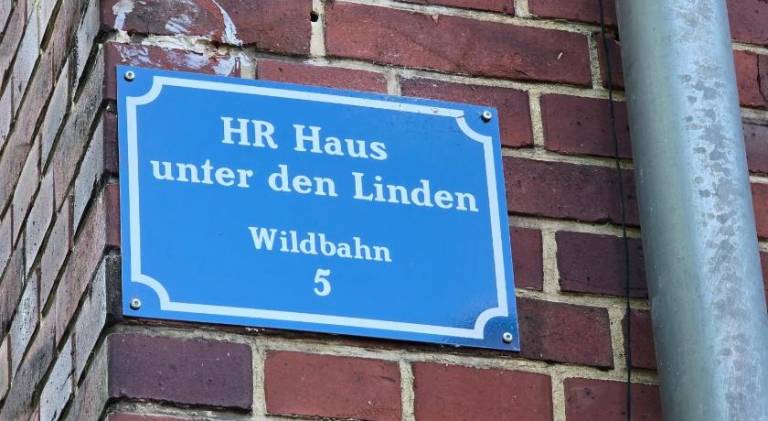 HR Haus
unter den Linden
Wildbahn
5